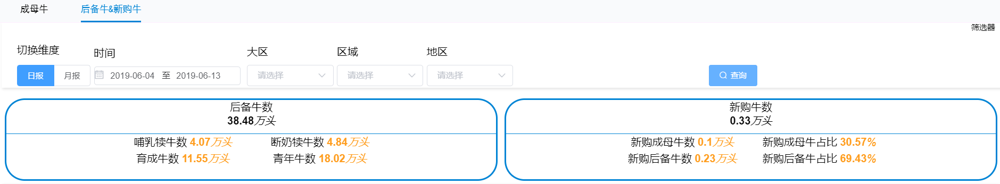 成母牛 后备牛&新购牛
筛选器
切换维度 时间 大区 区域 地区
日报 月报 2019-06-04 至 2019-06-13 请选择 请选择 请选择 查询
后备牛数
38.48万头
哺乳犊牛数 4.07万头 断奶犊牛数 4.84万头
育成牛数 11.55万头 青年牛数 18.02万头
新购牛数
0.33万头
新购成母牛数 0.1万头 新购成母牛占比 30.57%
新购后备牛数 0.23万头 新购后备牛占比 69.43%